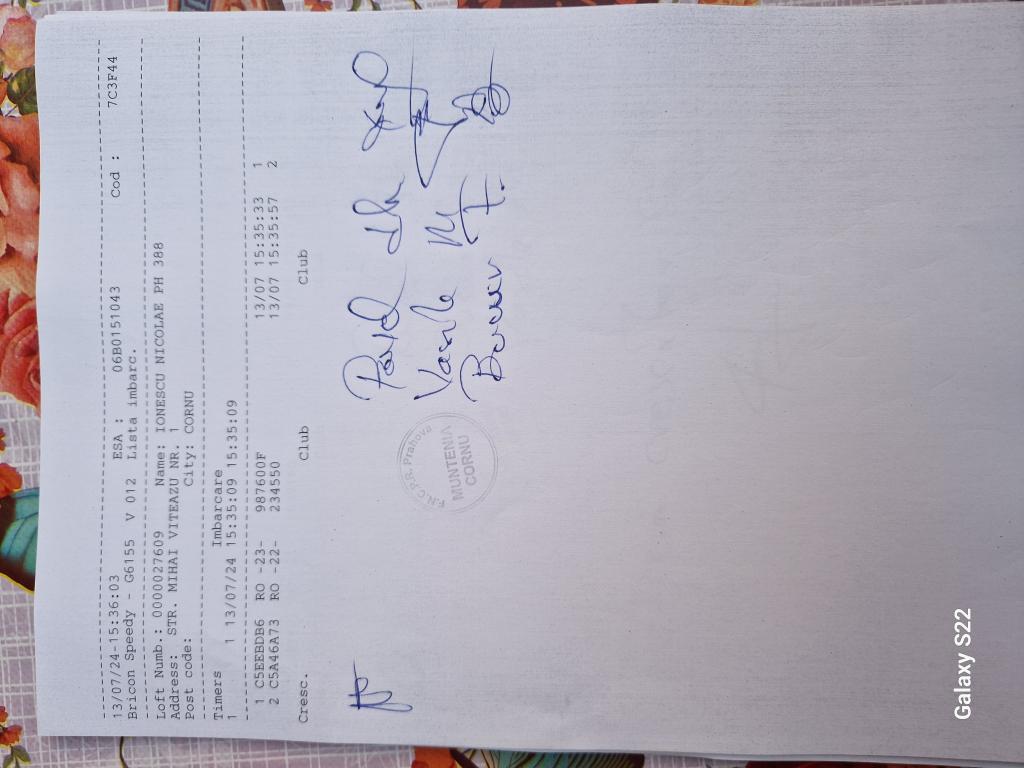 13/07/24-15:36:03 ESA : 06B0151043 Cod : 7C3F44
Bricon Speedy - G6155 V 012 Lista imbarc.
Loft Numb.: 0000027609 Name: IONESCU NICOLAE PH 388
Address: STR. MIHAI VITEAZU NR. 1
Post code: City: CORNU
Timers Imbarcare
1 1 13/07/24 15:35:09 15:35:09
1 C5EEBDB6 RO -23- 987600F 13/07 15:35:33 1
2 C5A46A73 RO -22- 234550 13/07 15:35:57 2
Cresc. Club Club
Vasile M
F.N.C.P.R. Prahova
MUNTENIA
CORNU
Galaxy S22